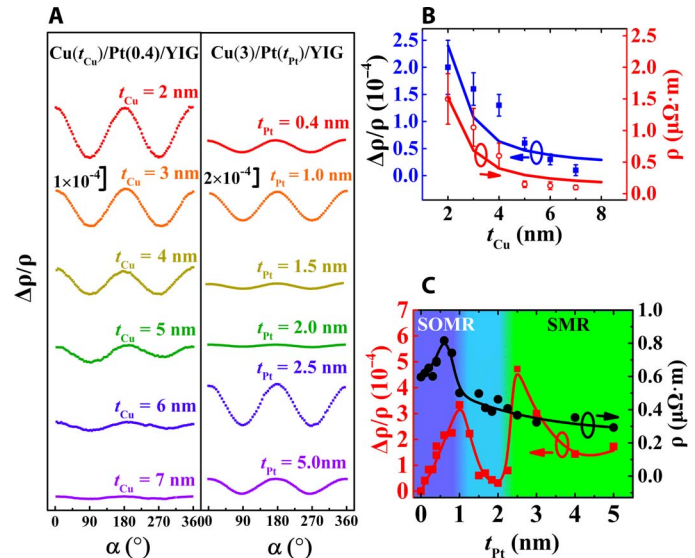 A
Cu(tCu)/Pt(0.4)/YIG
Cu(3)/Pt(tPt)/YIG
tCu = 2 nm
1×10-4
tCu = 3 nm
tCu = 4 nm
tCu = 5 nm
tCu = 6 nm
tCu = 7 nm
tPt = 0.4 nm
2×10-4
tPt = 1.0 nm
tPt = 1.5 nm
tPt = 2.0 nm
tPt = 2.5 nm
tPt = 5.0nm
Δρ/ρ
0 90 180 270 3600 90 180 270 360
α (°) α (°)
B
Δρ/ρ (10-4)
2.5
2.0
1.5
1.0
0.5
0.0
2.5
2.0
1.5
1.0
0.5
0.0
ρ (μΩ·m)
2 3 4 5 6 7 8
tCu (nm)
C
SOMR
SMR
Δρ/ρ (10-4)
7
6
5
4
3
2
1
0
1.0
0.8
0.6
0.4
0.2
0.0
ρ (μΩ·m)
0 1 2 3 4 5
tPt (nm)